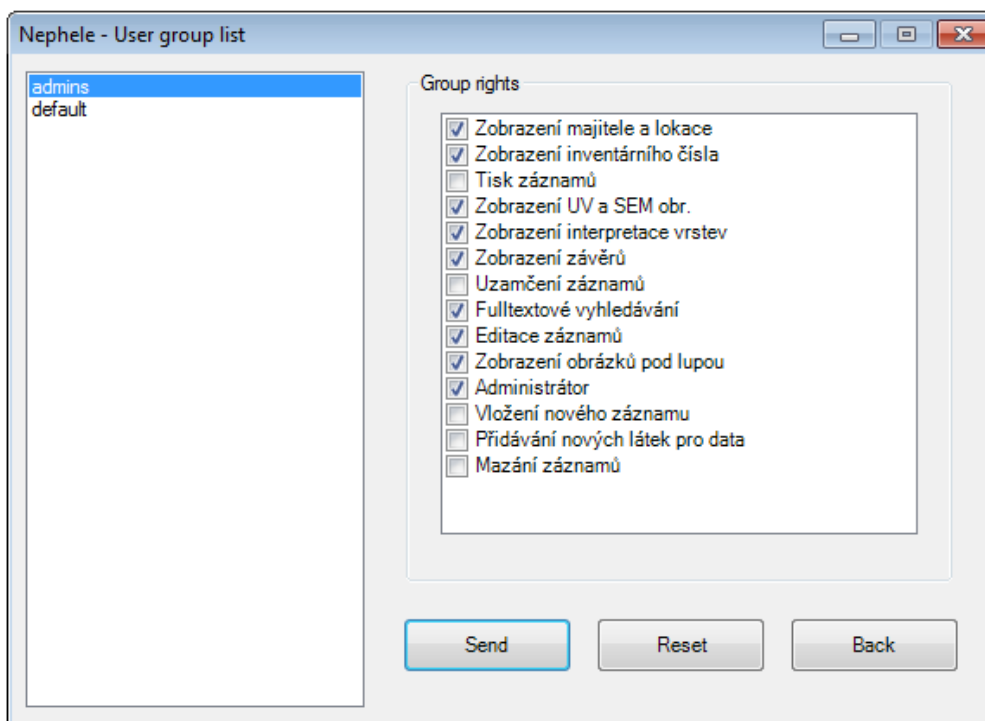 Nephele - User group list
admins
default
Group rights
Zobrazení majitele a lokace
Zobrazení inventárního čísla
Tisk záznamů
Zobrazení UV a SEM obr.
Zobrazení interpretace vrstev
Zobrazení závěrů
Uzamčení záznamů
Fulltextové vyhledávání
Editace záznamů
Zobrazení obrázků pod lupou
Administrátor
Vložení nového záznamu
Přidávání nových látek pro data
Mazání záznamů
Send
Reset
Back